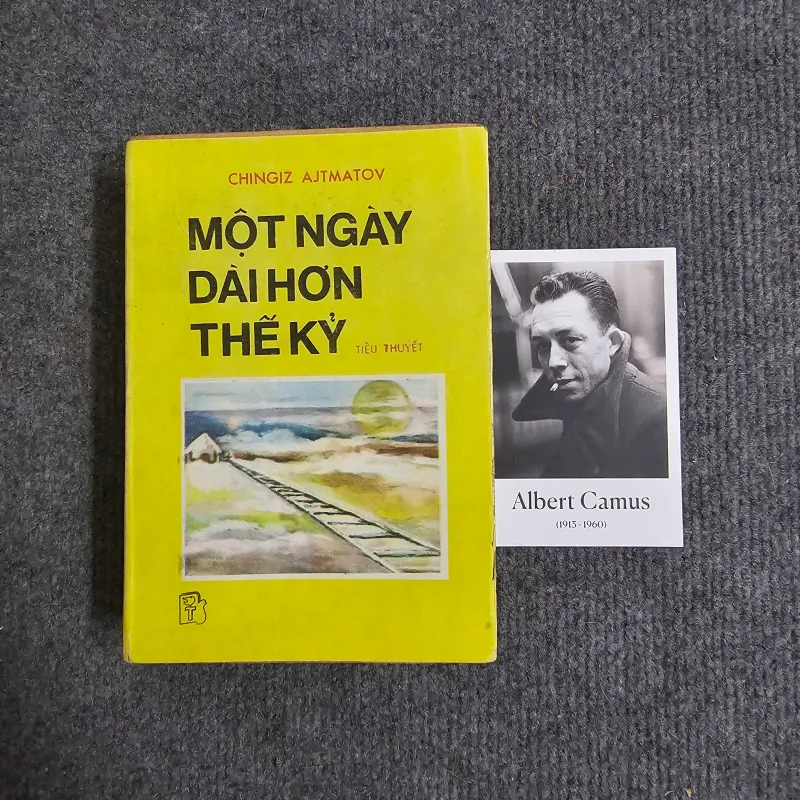 CHINGIZ AJTMATOV
MỘT NGÀY
DÀI HƠN
THẾ KỶ
TIỂU THUYẾT
Albert Camus
(1913-1960)